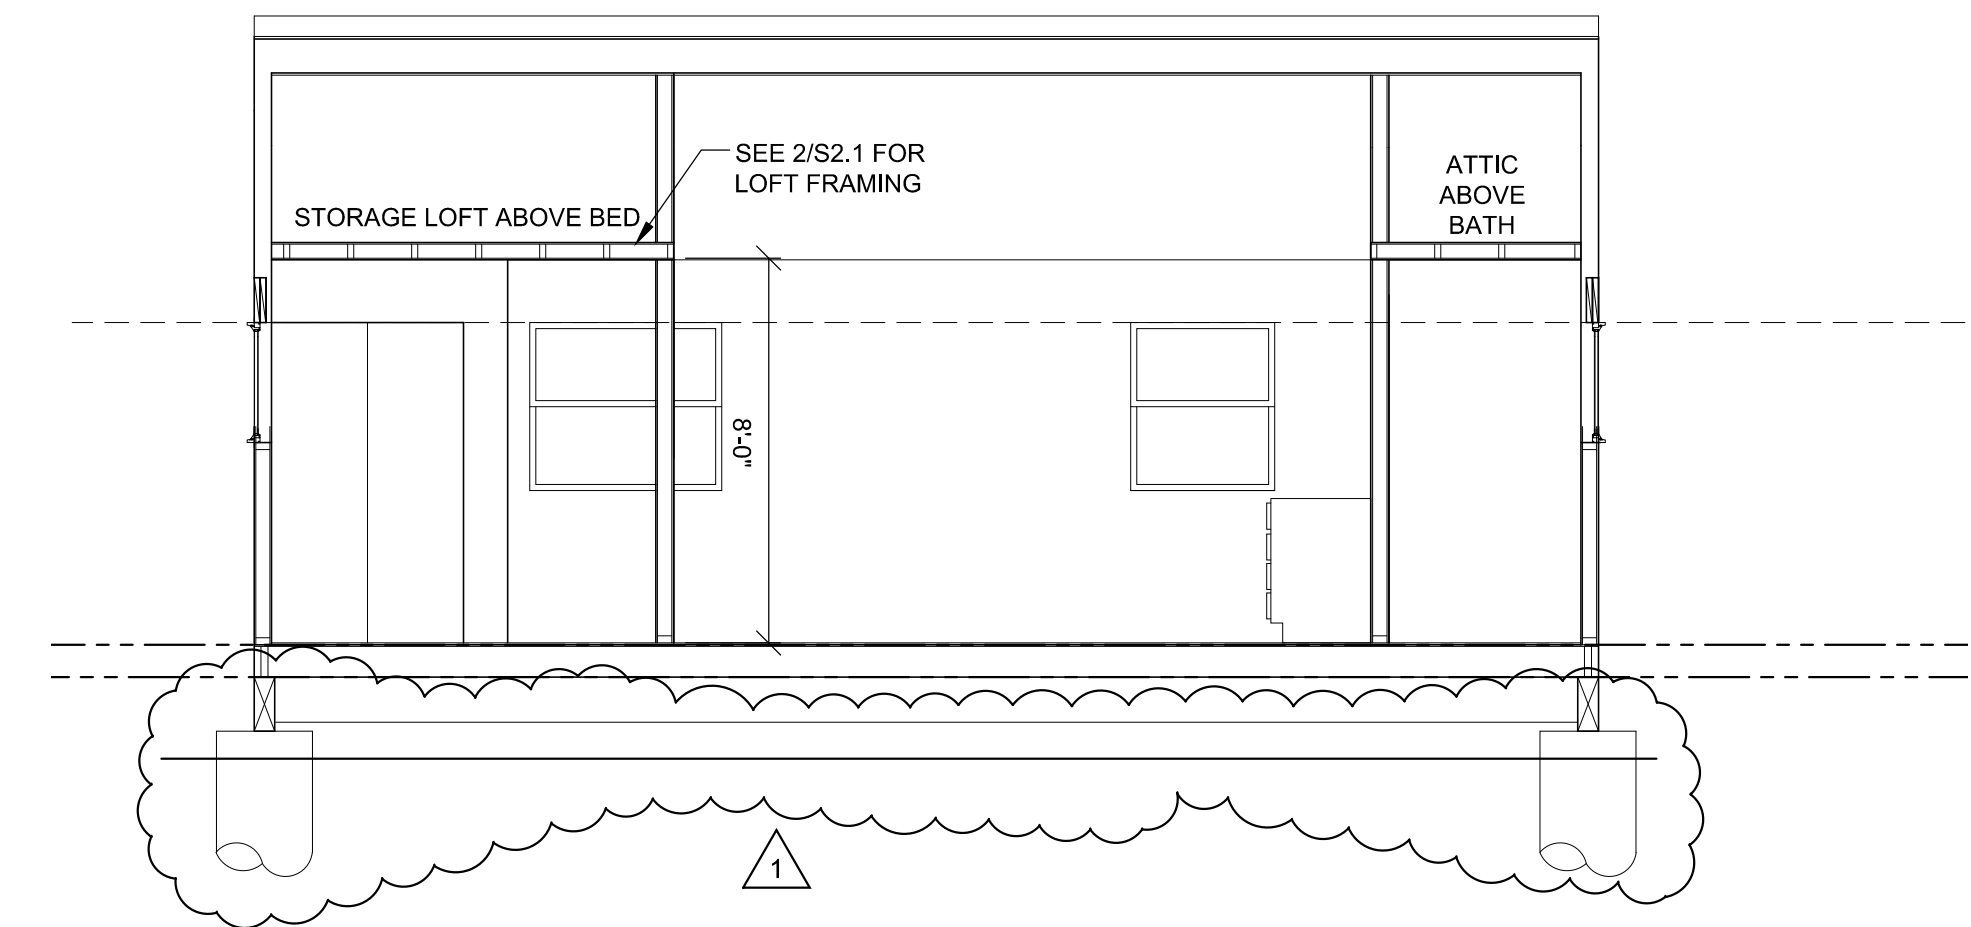 SEE 2/S2.1 FOR
LOFT FRAMING
ATTIC
ABOVE
BATH
STORAGE LOFT ABOVE BED
8'-0"
1